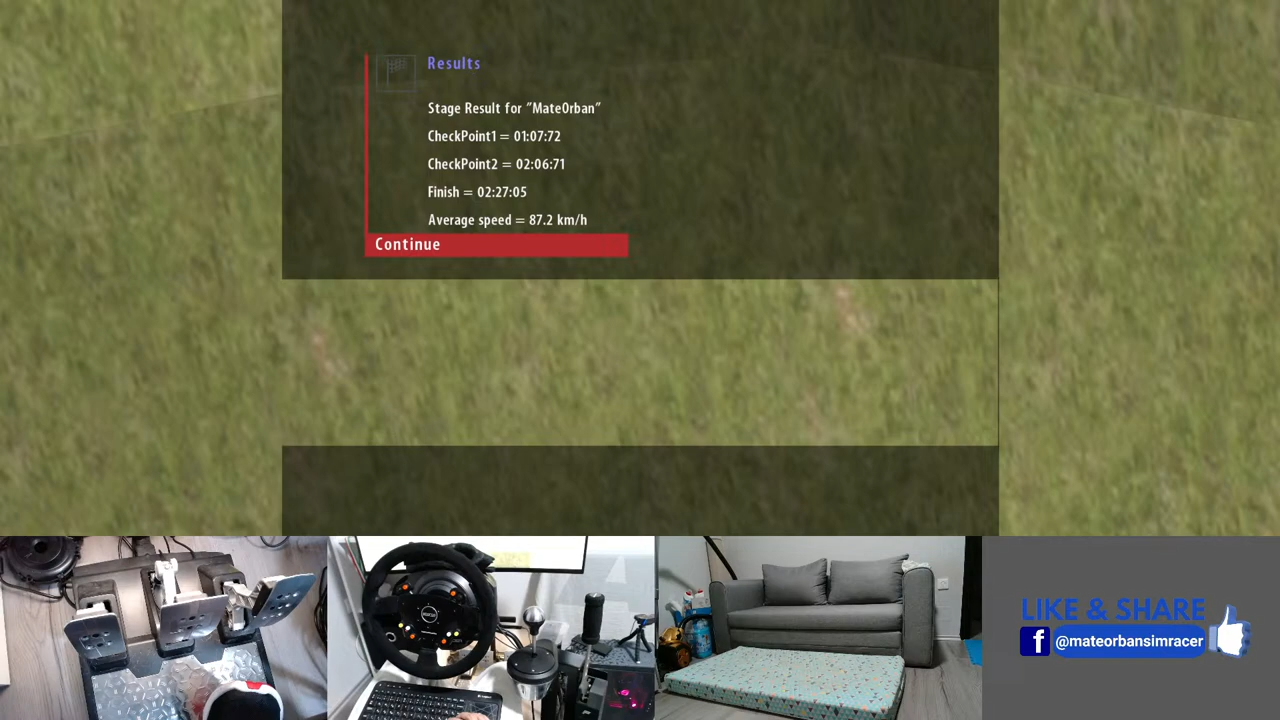 Results
Stage Result for "MateOrban"
CheckPoint1 = 01:07:72
CheckPoint2 = 02:06:71
Finish = 02:27:05
Average speed = 87.2 km/h
Continue
LIKE & SHARE
f @mateorbansimracer